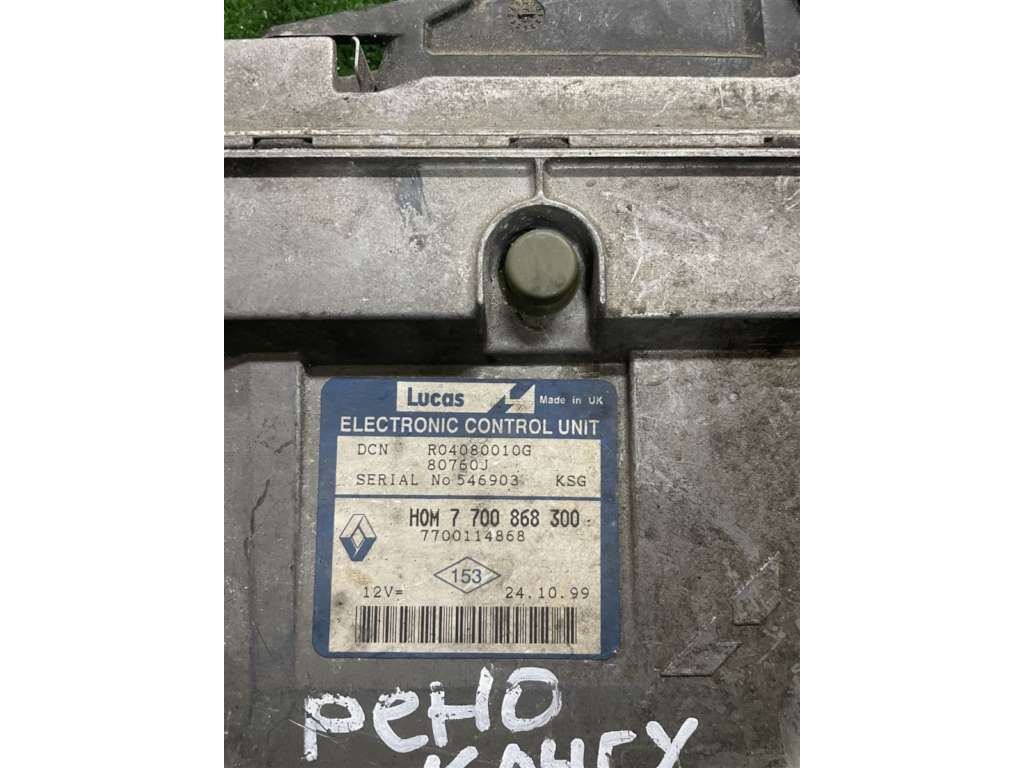 Lucas Made in UK
ELECTRONIC CONTROL UNIT
DCN R04080010G
80760J
SERIAL No 546903 KSG
HOM 7 700 868 300
7700114868
153
12V= 24.10.99
рено
кангу